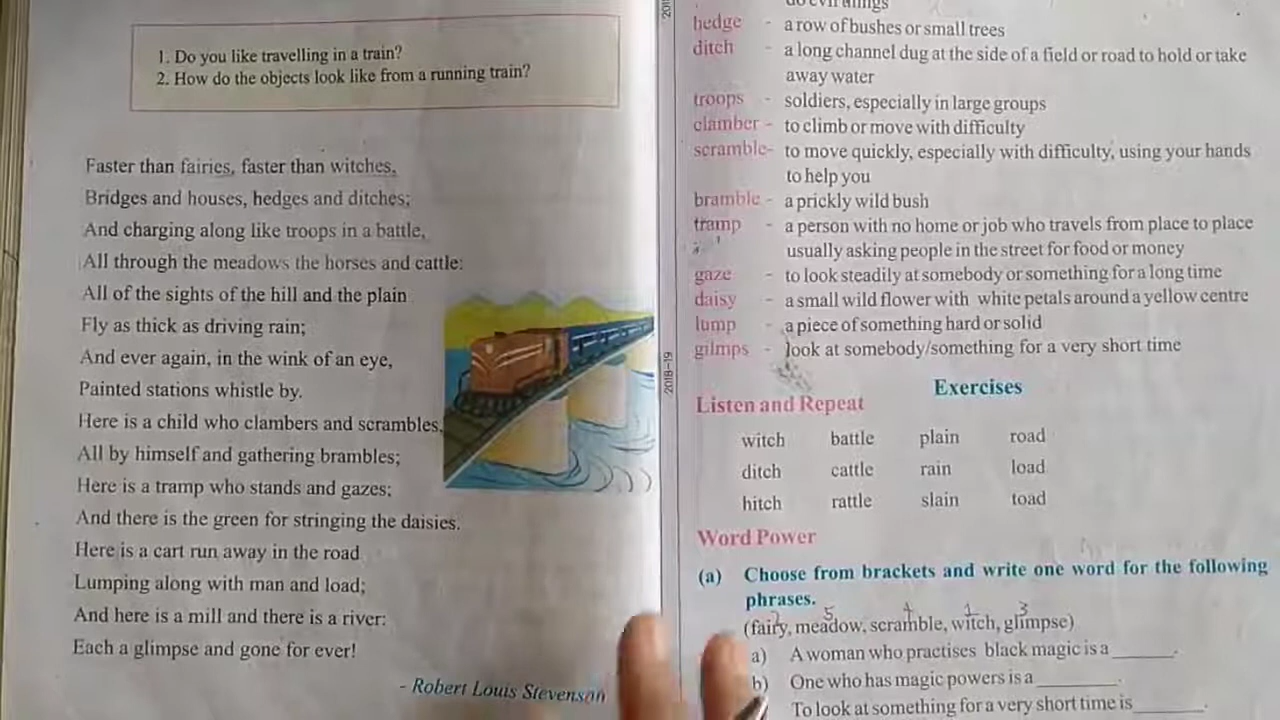 1. Do you like travelling in a train?
2. How do the objects look like from a running train?
Faster than fairies, faster than witches,
Bridges and houses, hedges and ditches;
And charging along like troops in a battle,
All through the meadows the horses and cattle:
All of the sights of the hill and the plain
Fly as thick as driving rain;
And ever again, in the wink of an eye,
Painted stations whistle by.
Here is a child who clambers and scrambles,
All by himself and gathering brambles;
Here is a tramp who stands and gazes;
And there is the green for stringing the daisies.
Here is a cart run away in the road
Lumping along with man and load;
And here is a mill and there is a river:
Each a glimpse and gone for ever!
- Robert Louis Stevenson
2018-19
hedge - a row of bushes or small trees
ditch - a long channel dug at the side of a field or road to hold or take
away water
troops - soldiers, especially in large groups
clamber - to climb or move with difficulty
scramble- to move quickly, especially with difficulty, using your hands
to help you
bramble - a prickly wild bush
tramp - a person with no home or job who travels from place to place
usually asking people in the street for food or money
gaze - to look steadily at somebody or something for a long time
daisy - a small wild flower with white petals around a yellow centre
lump - a piece of something hard or solid
gilmps - look at somebody/something for a very short time
Exercises
Listen and Repeat
witch battle plain road
ditch cattle rain load
hitch rattle slain toad
Word Power
(a) Choose from brackets and write one word for the following
phrases.
5 4 1 3
(fairy, meadow, scramble, witch, glimpse)
a) A woman who practises black magic is a ______.
b) One who has magic powers is a ________.
To look at something for a very short time is_______.